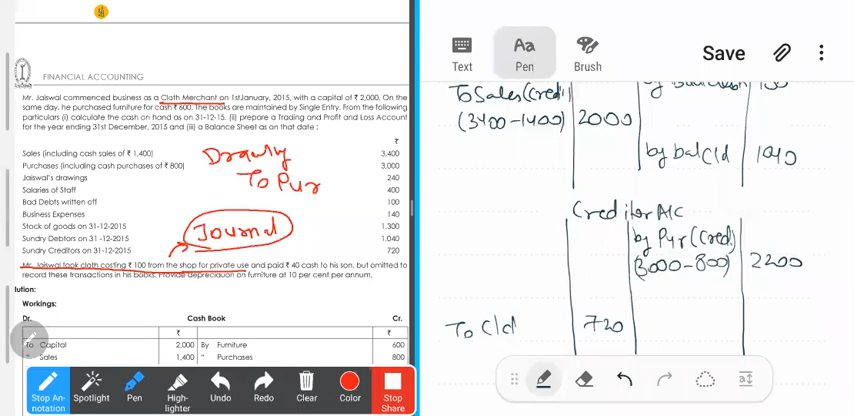 FINANCIAL ACCOUNTING
Mr. Jaiswal commenced business as a Cloth Merchant on 1st January, 2015, with a capital of ₹ 2,000. On the
same day, he purchased furniture for cash ₹ 600. The books are maintained by Single Entry. From the following
particulars (i) calculate the cash on hand as on 31-12-15. (ii) prepare a Trading and Profit and Loss Account
for the year ending 31st December, 2015 and (iii) a Balance Sheet as on that date :
₹
Sales (including cash sales of ₹ 1,400) 3,400
Purchases (including cash purchases of ₹ 800) 3,000
Jaiswal's drawings 240
Salaries of Staff 400
Bad Debts written off 100
Business Expenses 140
Stock of goods on 31-12-2015 1,300
Sundry Debtors on 31 -12-2015 1,040
Sundry Creditors on 31-12-2015 720
Drawing
To Pur
Journal
Mr. Jaiswal took cloth costing ₹ 100 from the shop for private use and paid ₹ 40 cash to his son, but omitted to
record these transactions in his books. Provide depreciation on furniture at 10 per cent per annum.
lution:
Workings:
Dr. Cash Book Cr.
₹ ₹
To Capital 2,000 By Furniture 600
" Sales 1,400 " Purchases 800
Stop An-
notation
Spotlight
Pen
High-
lighter
Undo
Redo
Clear
Color
Stop
Share
Text
Aa
Pen
Brush
Save
To Sales (Credit)
(3400-1400) 2000
by bal C/d 1040
Creditor A/C
by Pur (Cred)
(3000-800) 2200
To C/d 720